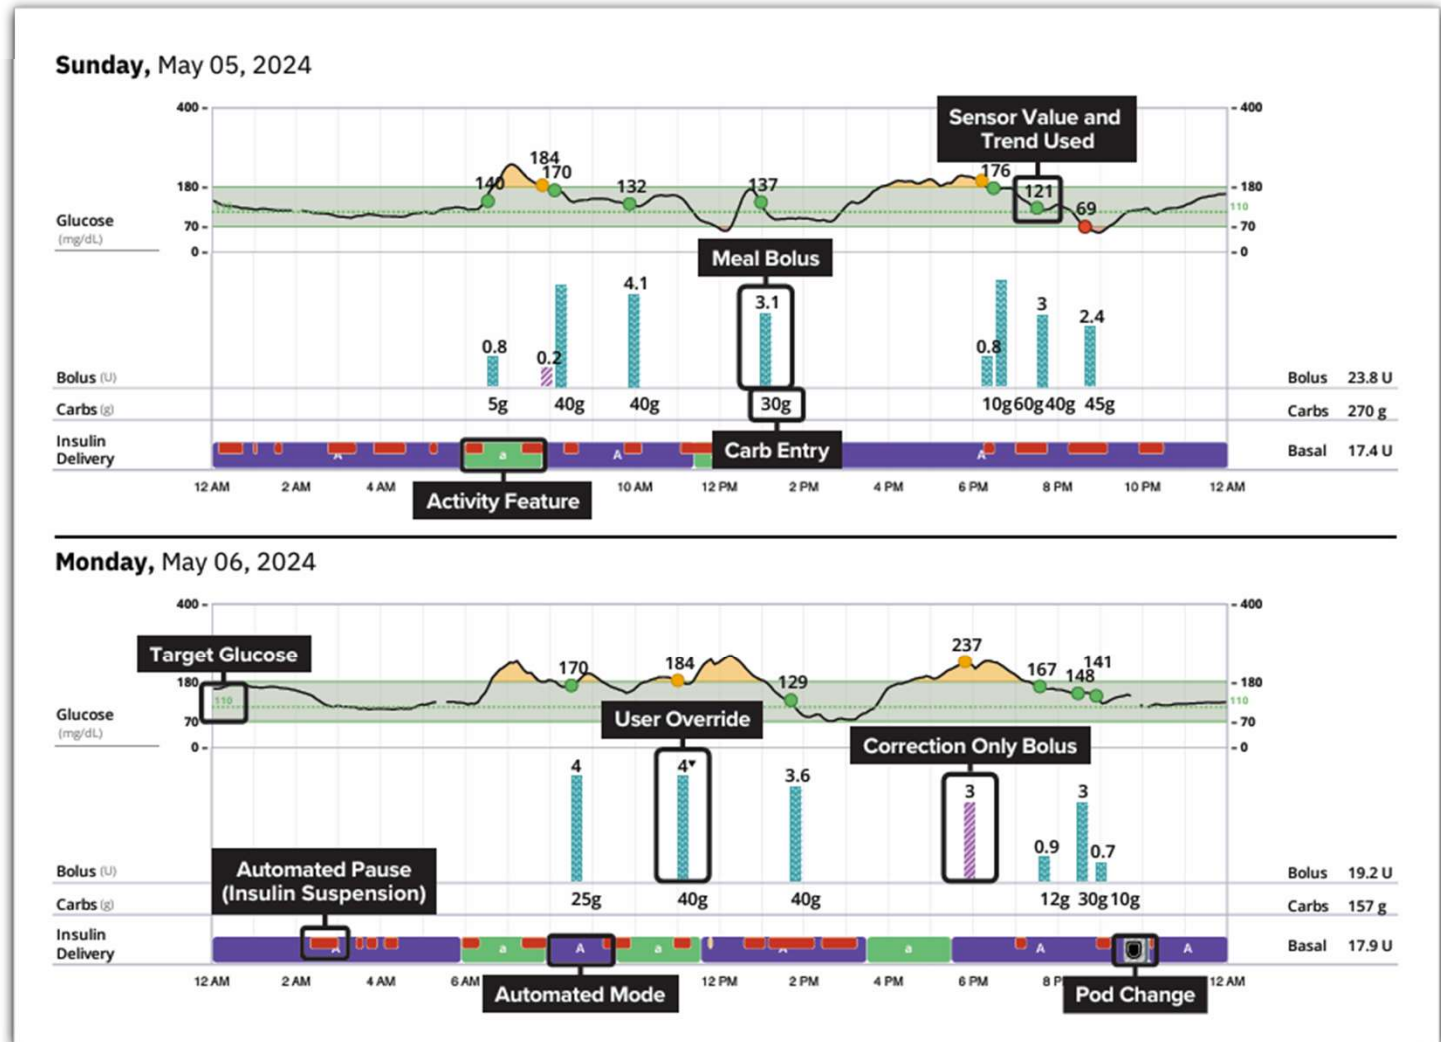 Sunday, May 05, 2024
400
180
70
0
Glucose
(mg/dL)
110
140
184
170
132
137
176
121
69
Sensor Value and
Trend Used
400
180
110
70
0
Meal Bolus
Bolus (U)
0.8
0.2
4.1
3.1
0.8
3
2.4
Bolus 23.8 U
Carbs (g)
5g 40g 40g 30g 10g 60g 40g 45g
Carbs 270 g
Insulin
Delivery
A a A A
Carb Entry
Basal 17.4 U
12 AM 2 AM 4 AM 10 AM 12 PM 2 PM 4 PM 6 PM 8 PM 10 PM 12 AM
Activity Feature
Monday, May 06, 2024
400
180
70
0
Target Glucose
110
Glucose
(mg/dL)
170
184
129
237
167
148
141
400
180
110
70
0
User Override
Correction Only Bolus
Bolus (U)
4
4▼
3.6
3
0.9
3
0.7
Bolus 19.2 U
Automated Pause
(Insulin Suspension)
Carbs (g)
25g 40g 40g 12g 30g 10g
Carbs 157 g
Insulin
Delivery
A a A a A a A A
Basal 17.9 U
12 AM 2 AM 4 AM 6 AM 12 PM 2 PM 4 PM 6 PM 8 P 12 AM
Automated Mode
Pod Change